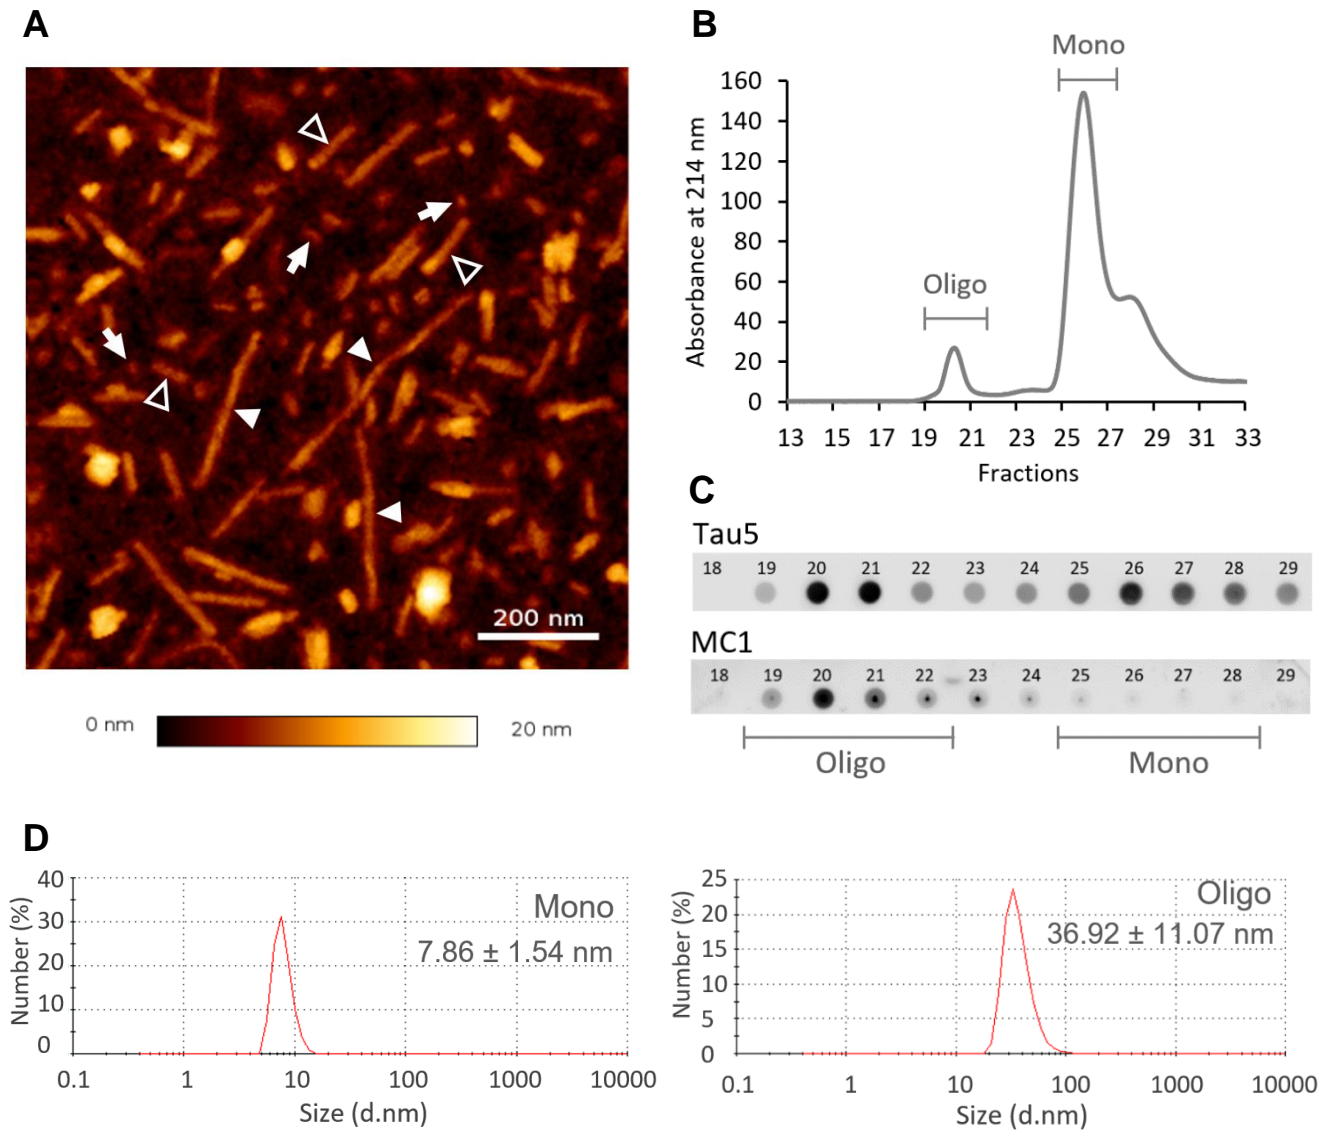 A
200 nm
0 nm
20 nm
B
Mono
Oligo
Absorbance at 214 nm
160
140
120
100
80
60
40
20
0
13 15 17 19 21 23 25 27 29 31 33
Fractions
C
Tau5
18 19 20 21 22 23 24 25 26 27 28 29
MC1
18 19 20 21 22 23 24 25 26 27 28 29
Oligo Mono
D
Number (%)
40
30
20
10
0
Mono
7.86 ± 1.54 nm
0.1 1 10 100 1000 10000
Size (d.nm)
Number (%)
25
20
15
10
5
0
Oligo
36.92 ± 11.07 nm
0.1 1 10 100 1000 10000
Size (d.nm)